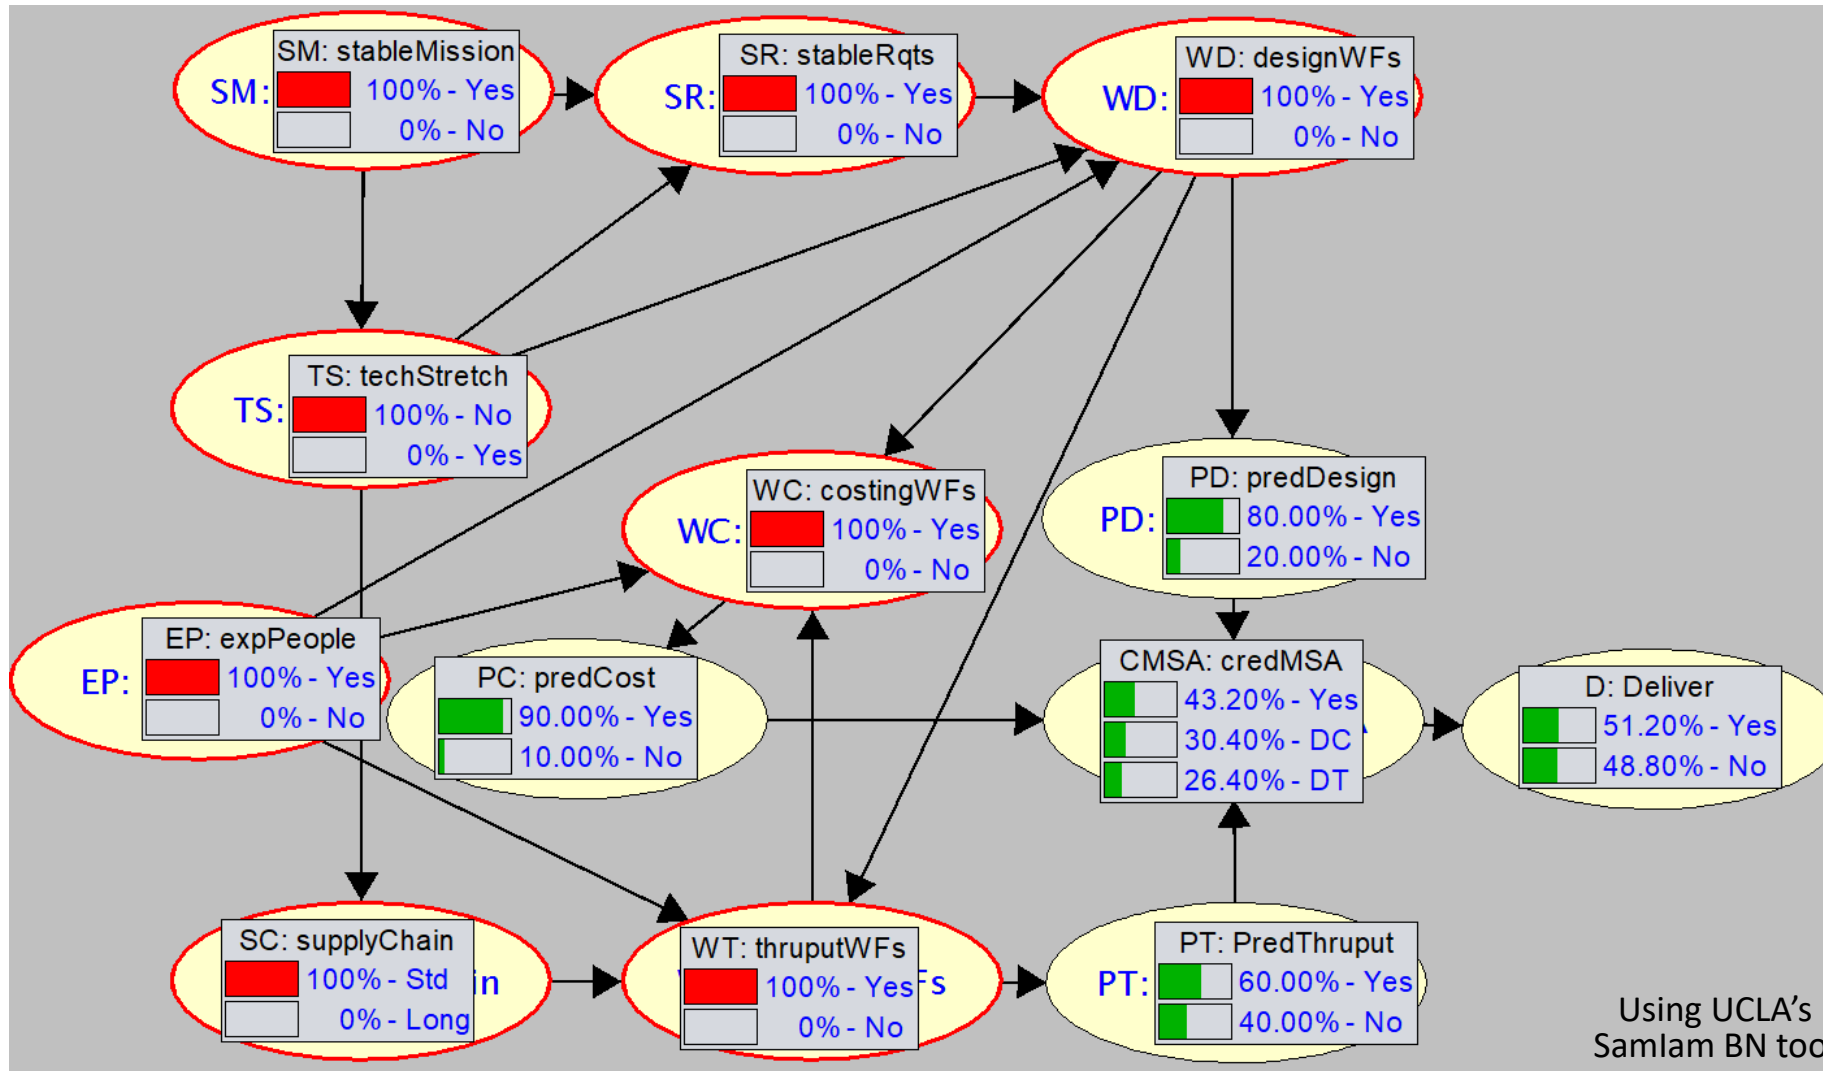 SM:
SM: stableMission
100% - Yes
0% - No
SR:
SR: stableRqts
100% - Yes
0% - No
WD:
WD: designWFs
100% - Yes
0% - No
TS:
TS: techStretch
100% - No
0% - Yes
WC:
WC: costingWFs
100% - Yes
0% - No
PD:
PD: predDesign
80.00% - Yes
20.00% - No
EP:
EP: expPeople
100% - Yes
0% - No
PC: predCost
90.00% - Yes
10.00% - No
CMSA: credMSA
43.20% - Yes
30.40% - DC
26.40% - DT
D: Deliver
51.20% - Yes
48.80% - No
SC: supplyChain
100% - Std
0% - Long
in
WT: thruputWFs
100% - Yes
0% - No
Fs
PT:
PT: PredThruput
60.00% - Yes
40.00% - No
Using UCLA's
SamIam BN too